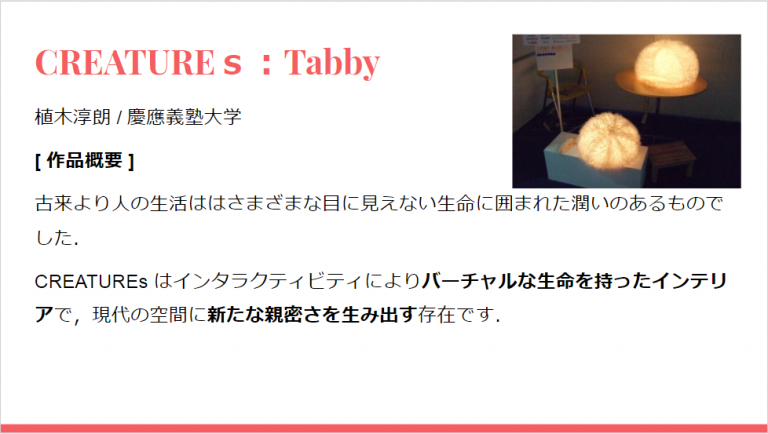 CREATUREｓ：Tabby
植木淳朗 / 慶應義塾大学
[ 作品概要 ]
古来より人の生活ははさまざまな目に見えない生命に囲まれた潤いのあるもので
した．
CREATUREs はインタラクティビティによりバーチャルな生命を持ったインテリ
アで，現代の空間に新たな親密さを生み出す存在です．